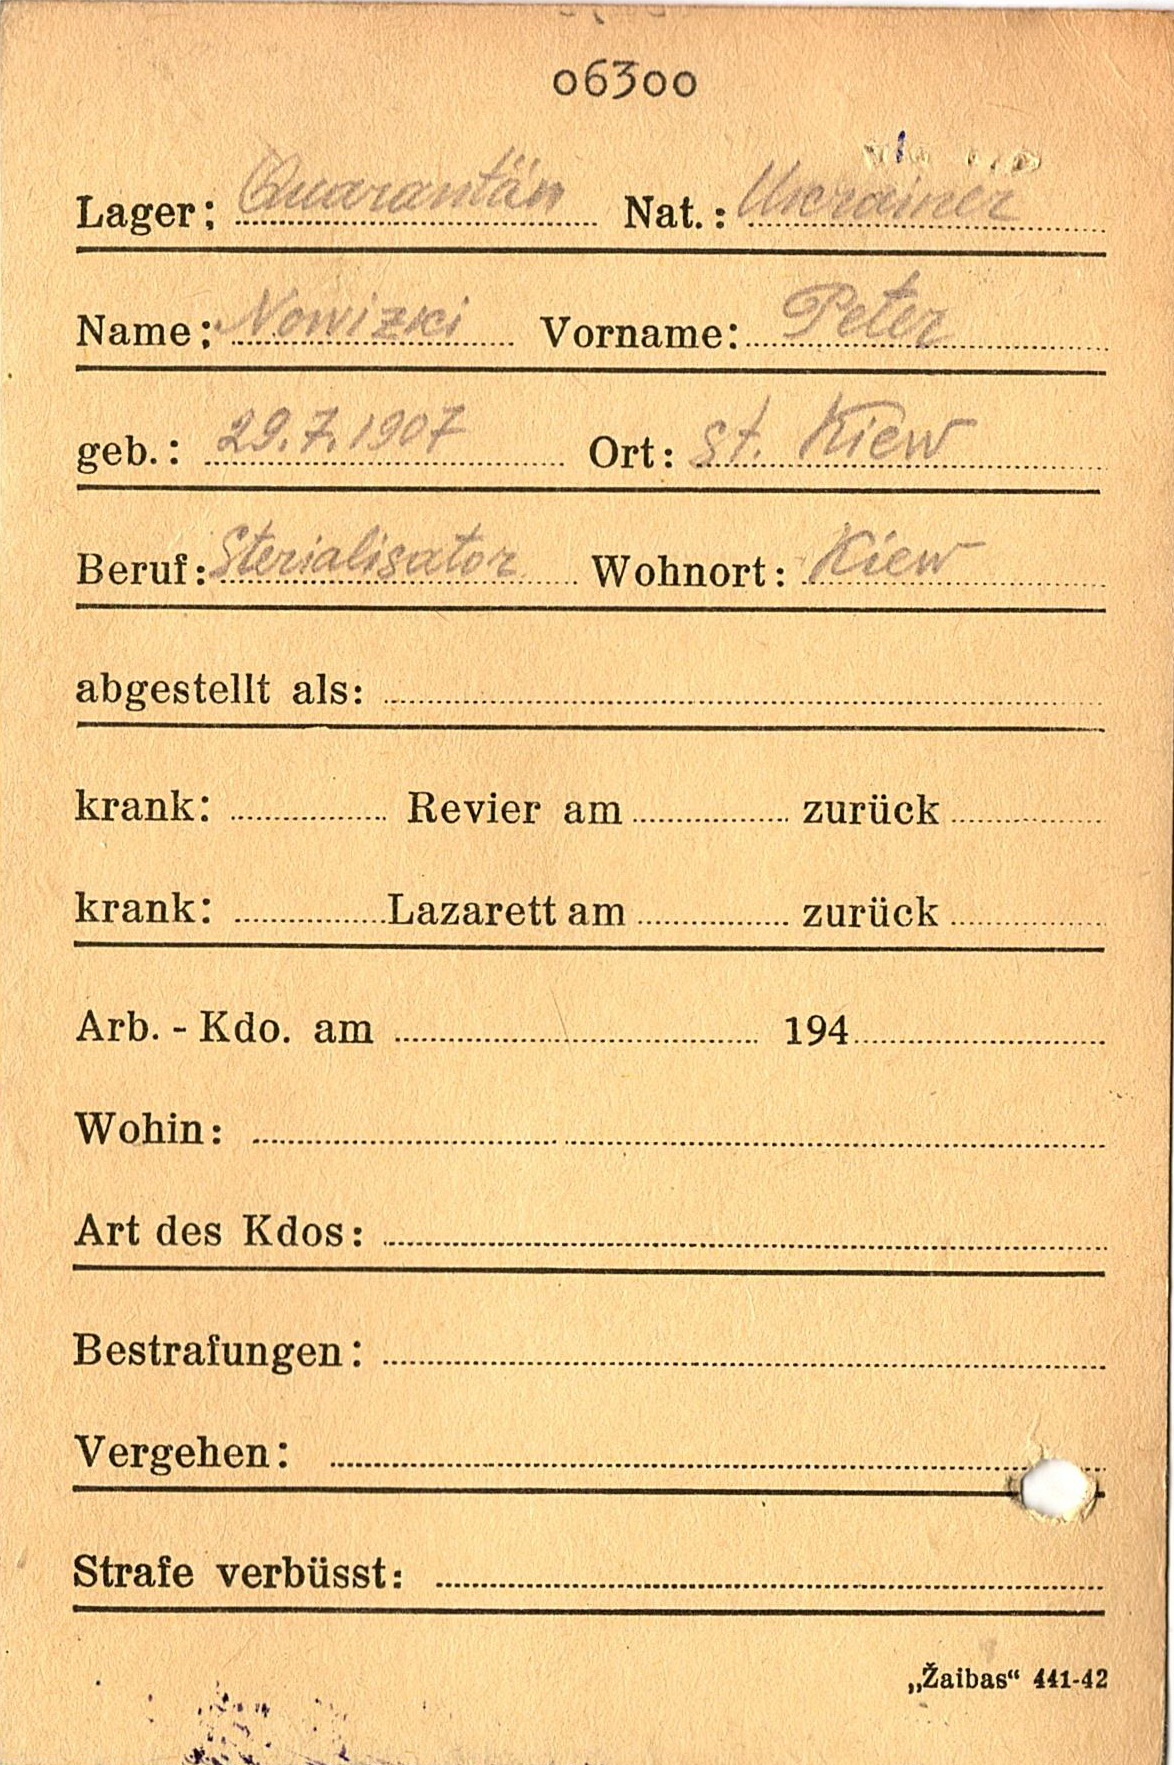 06300
Lager: Quarantän Nat.: Ukrainer
Name: Nowizki Vorname: Peter
geb.: 29.7.1907 Ort: St. Kiew
Beruf: Sterialisator Wohnort: Kiew
abgestellt als:
krank: Revier am zurück
krank: Lazarett am zurück
Arb. - Kdo. am 194
Wohin:
Art des Kdos:
Bestrafungen:
Vergehen:
Strafe verbüsst:
„Žaibas“ 441-42